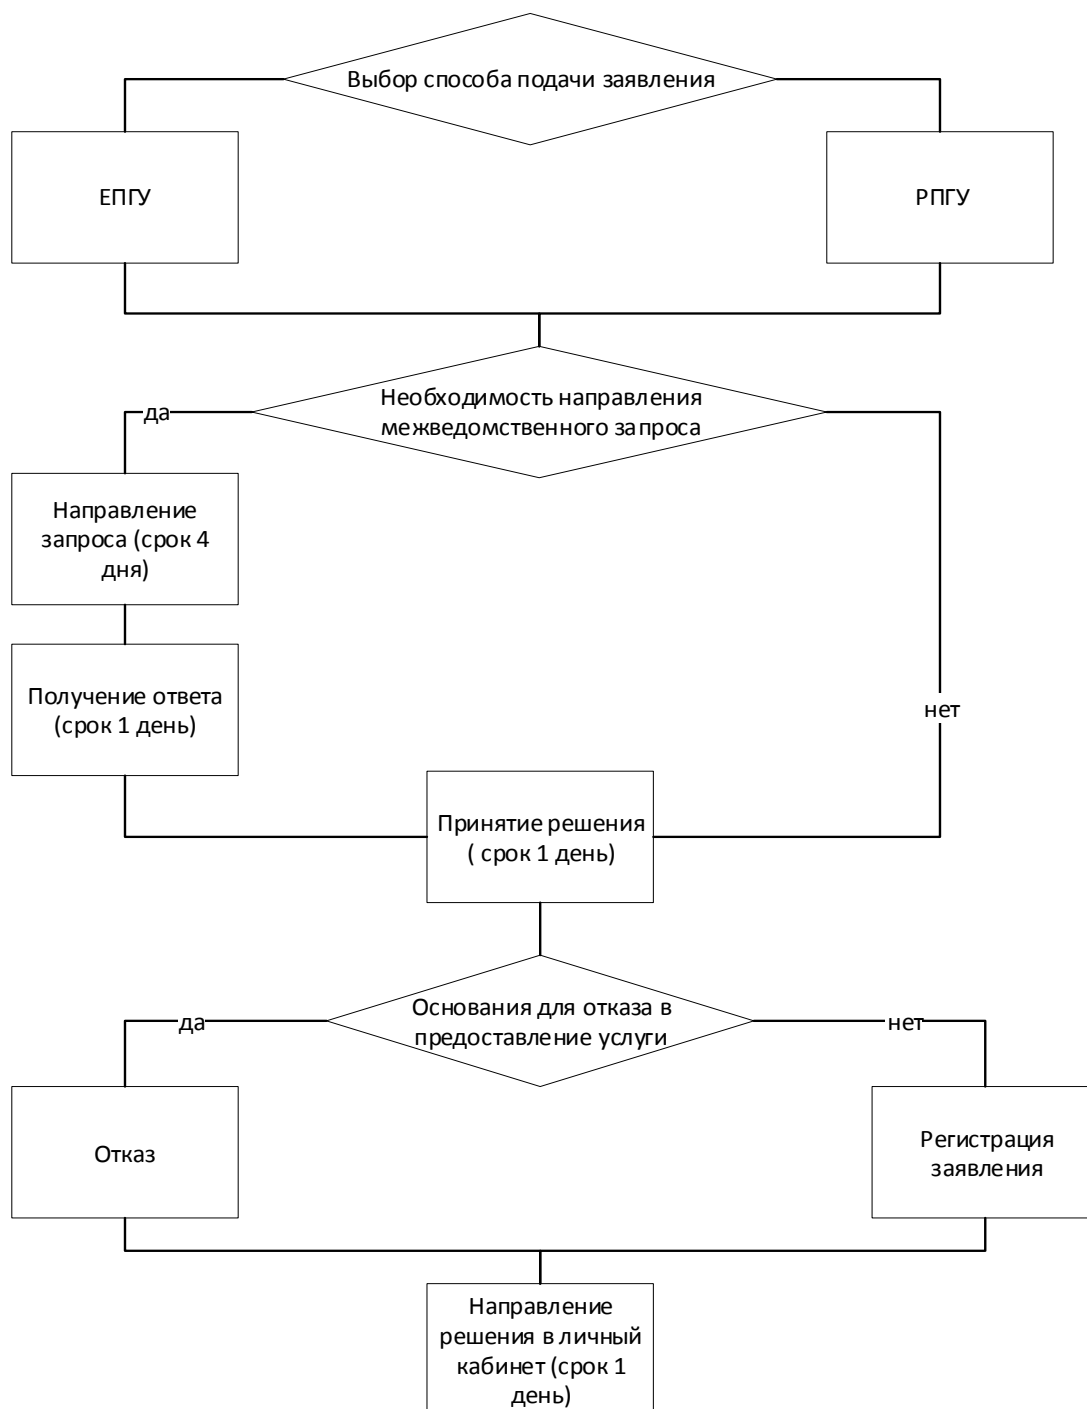 Выбор способа подачи заявления
ЕПГУ
РПГУ
Необходимость направления
межведомственного запроса
да
Направление
запроса (срок 4
дня)
Получение ответа
(срок 1 день)
нет
Принятие решения
( срок 1 день)
Основания для отказа в
предоставление услуги
да
нет
Отказ
Регистрация
заявления
Направление
решения в личный
кабинет (срок 1
день)